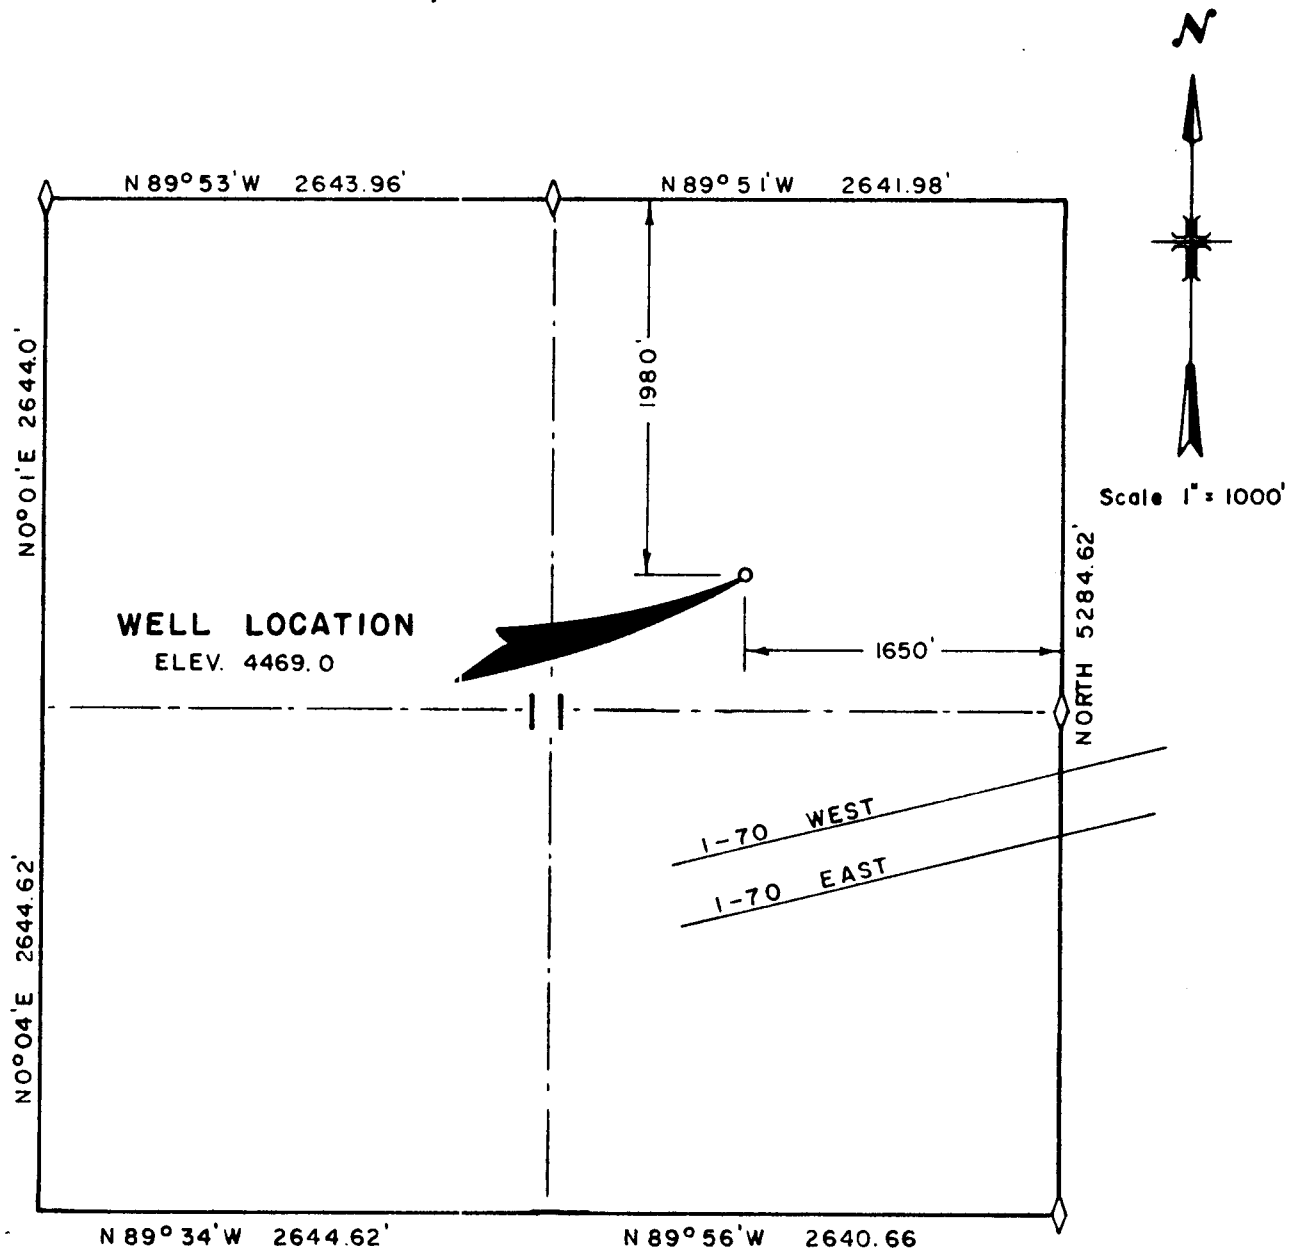 N
N 89° 53' W 2643.96'
N 89° 51' W 2641.98'
N 0° 01' E 2644.0'
1980'
Scale 1" = 1000'
NORTH 5284.62'
WELL LOCATION
ELEV. 4469.0
1650'
11
I-70 WEST
I-70 EAST
N 0° 04' E 2644.62'
N 89° 34' W 2644.62'
N 89° 56' W 2640.66